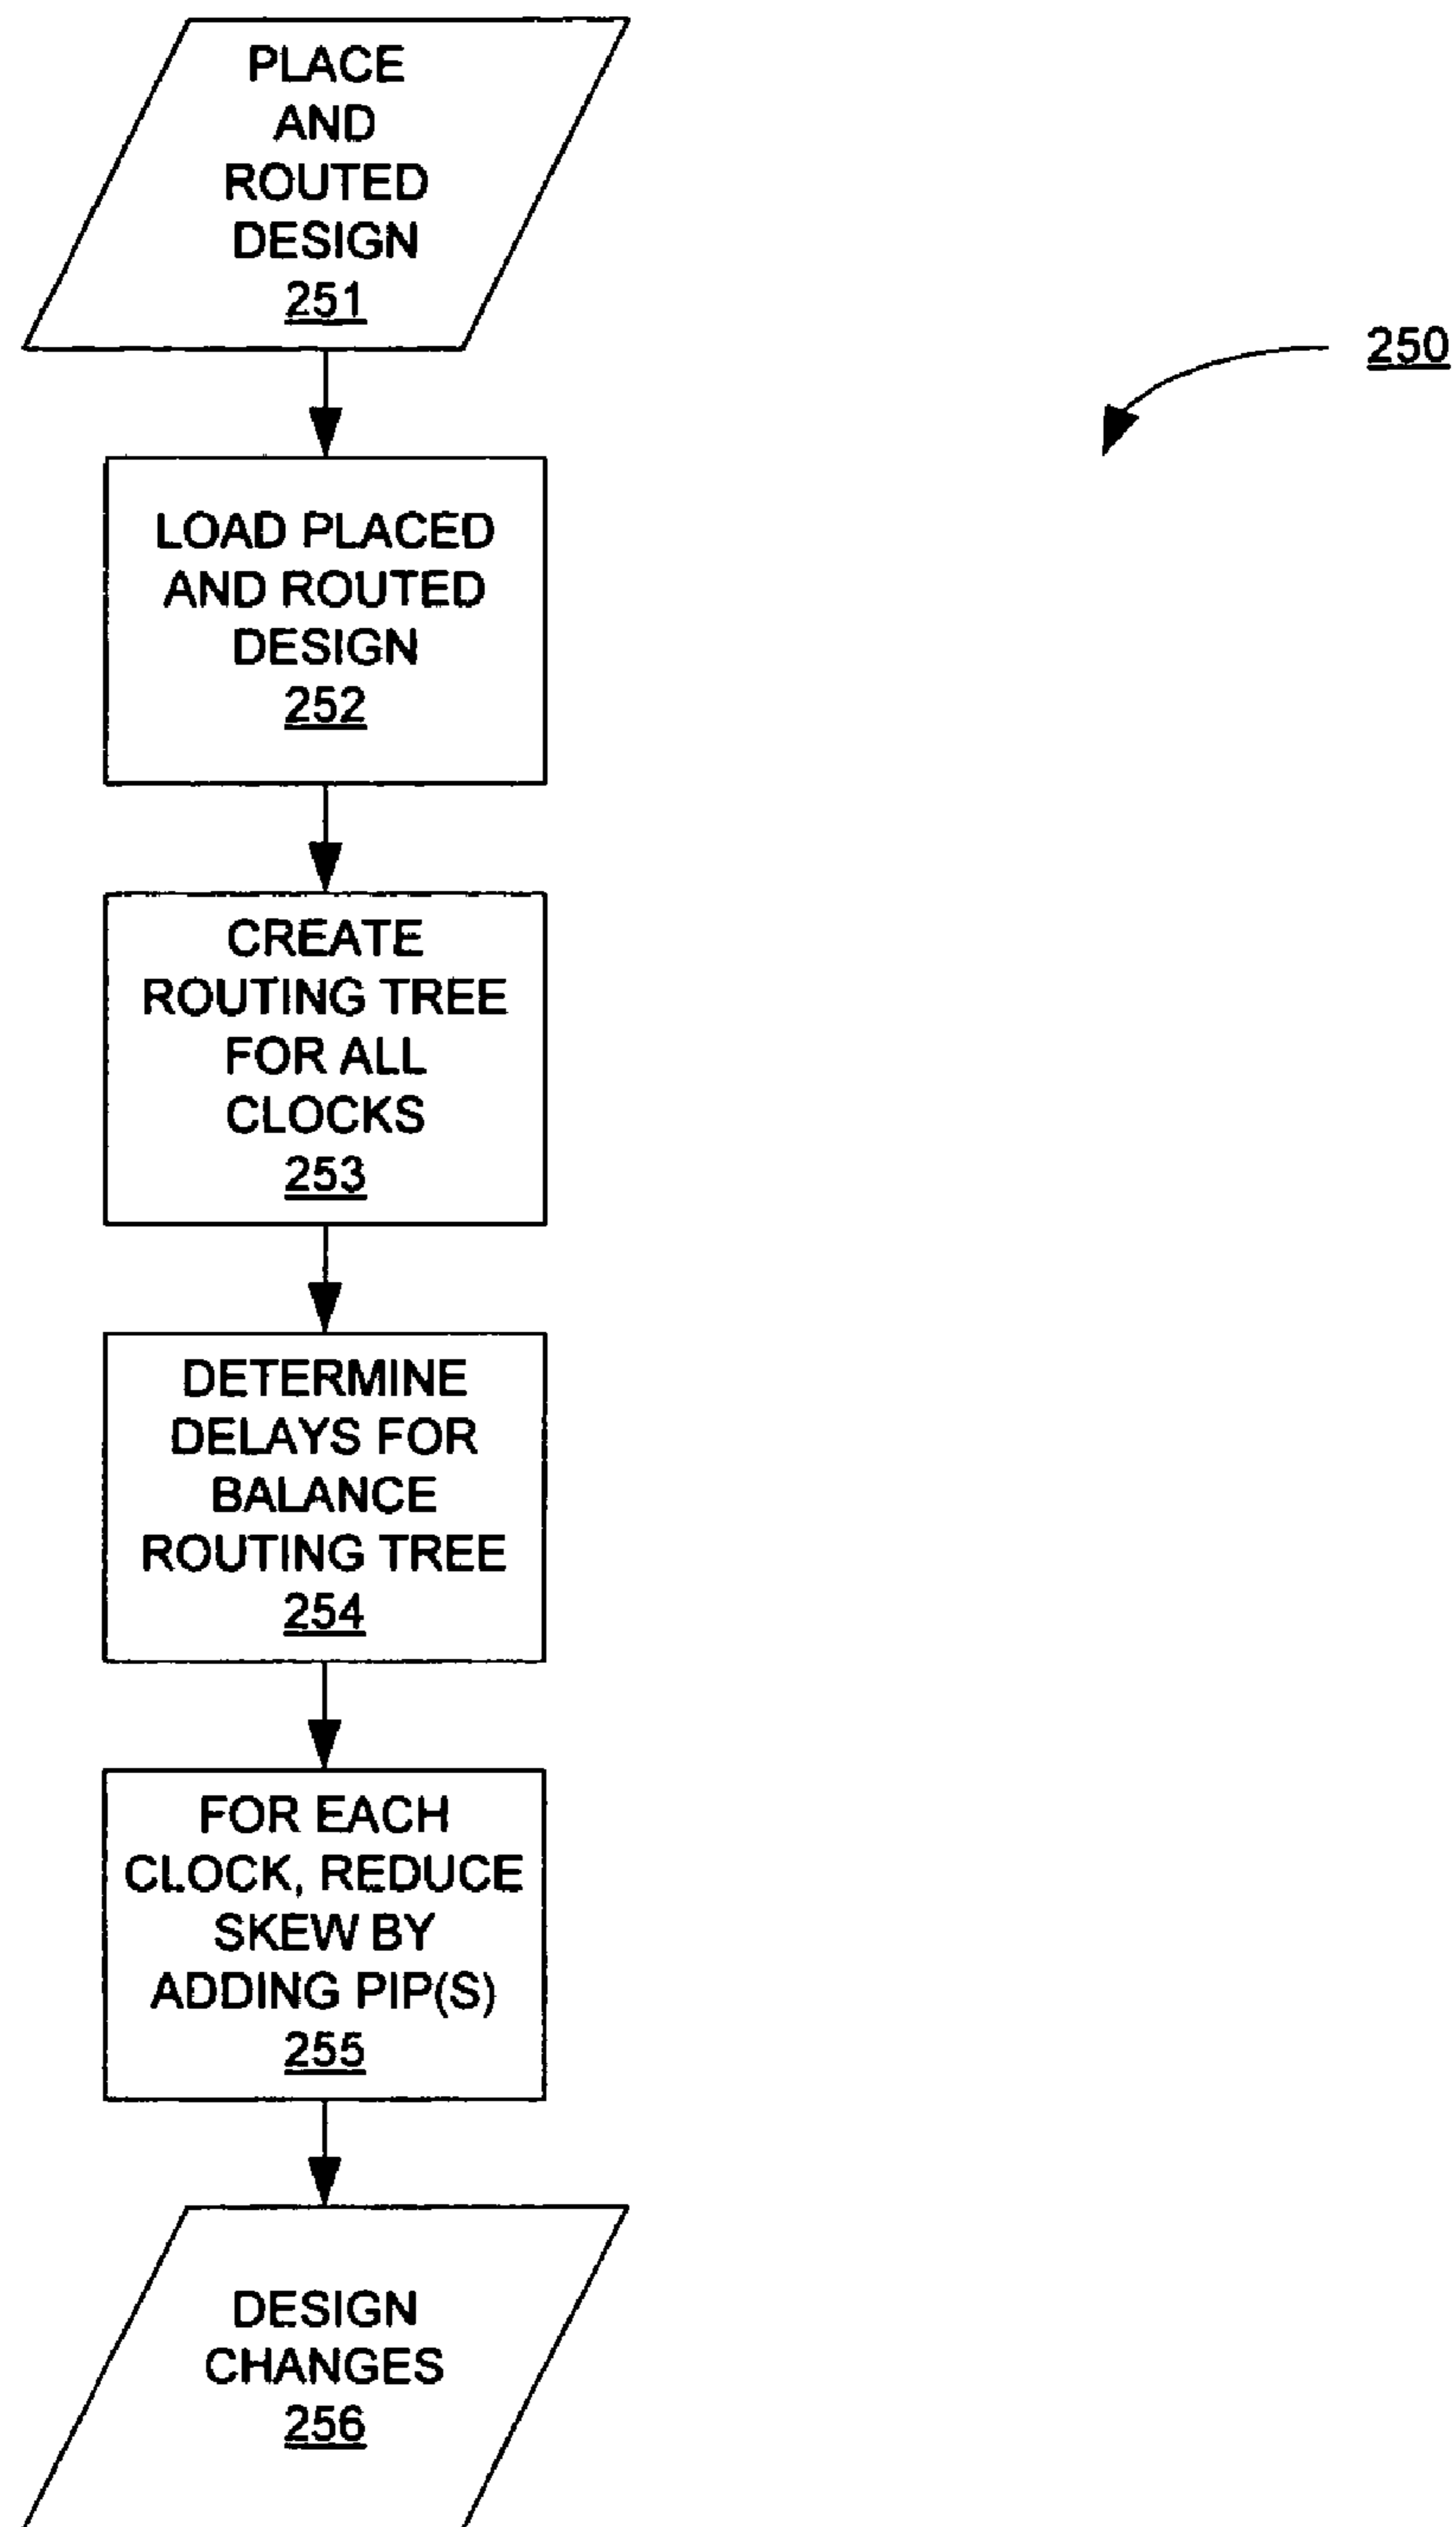 PLACE
AND
ROUTED
DESIGN
251
250
LOAD PLACED
AND ROUTED
DESIGN
252
CREATE
ROUTING TREE
FOR ALL
CLOCKS
253
DETERMINE
DELAYS FOR
BALANCE
ROUTING TREE
254
FOR EACH
CLOCK, REDUCE
SKEW BY
ADDING PIP(S)
255
DESIGN
CHANGES
256